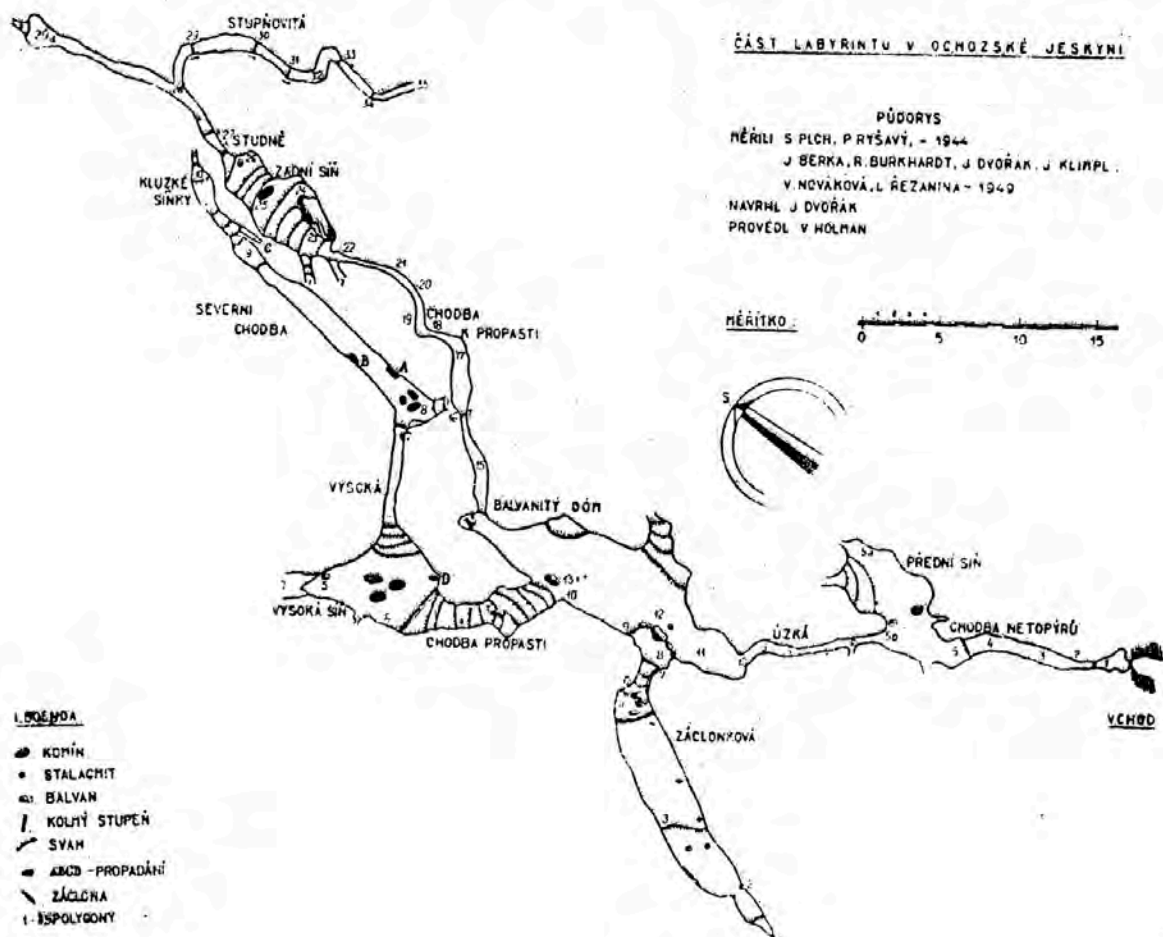 STUPŇOVITÁ
ČÁST LABYRINTU V OCHOZSKÉ JESKYNI
PŮDORYS
MĚŘILI S PLCH, P RYŠAVÝ, - 1944
J BERKA, R. BURKHARDT, J DVOŘÁK, J KLIMPL.
V. NOVÁKOVÁ, L ŘEZANINA - 1949
NAVRHL J DVOŘÁK
PROVEDL V HOLMAN
STUDNĚ
ZADNÍ SÍŇ
KLUZKÉ
SÍŇKY
SEVERNI
CHODBA
CHODBA
K PROPASTI
MĚŘÍTKO:
0 5 10 15
S
VYSOKÁ
BALVANITÝ DÓM
PŘEDNÍ SÍŇ
VYSOKÁ SÍŇ
CHODBA PROPASTI
ÚZKÁ
CHODBA NETOPÝRŮ
ZÁCLONKOVÁ
VCHOD
KOMÍN
STALAGMIT
BALVAN
KOLMÝ STUPEŇ
SVAH
ABCD - PROPADÁNÍ
ZÁCLONA